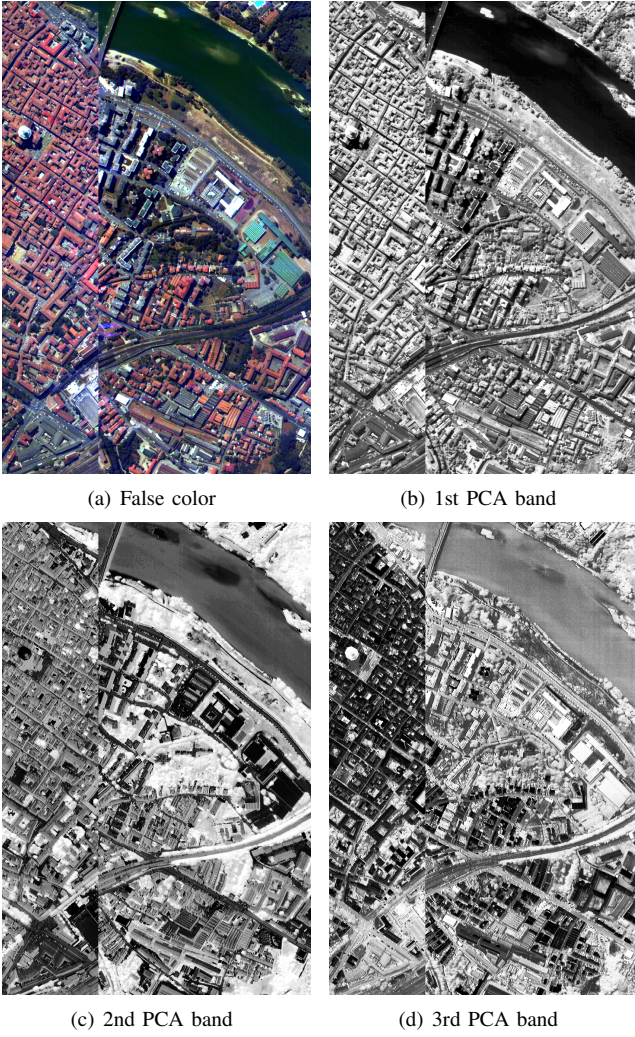 (a) False color
(b) 1st PCA band
(c) 2nd PCA band
(d) 3rd PCA band